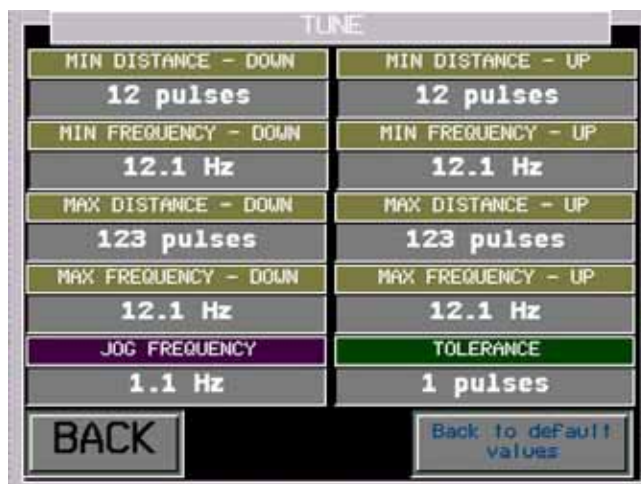 TUNE
MIN DISTANCE - DOWN
MIN DISTANCE - UP
12 pulses
12 pulses
MIN FREQUENCY - DOWN
MIN FREQUENCY - UP
12.1 Hz
12.1 Hz
MAX DISTANCE - DOWN
MAX DISTANCE - UP
123 pulses
123 pulses
MAX FREQUENCY - DOWN
MAX FREQUENCY - UP
12.1 Hz
12.1 Hz
JOG FREQUENCY
TOLERANCE
1.1 Hz
1 pulses
BACK
Back to default
values